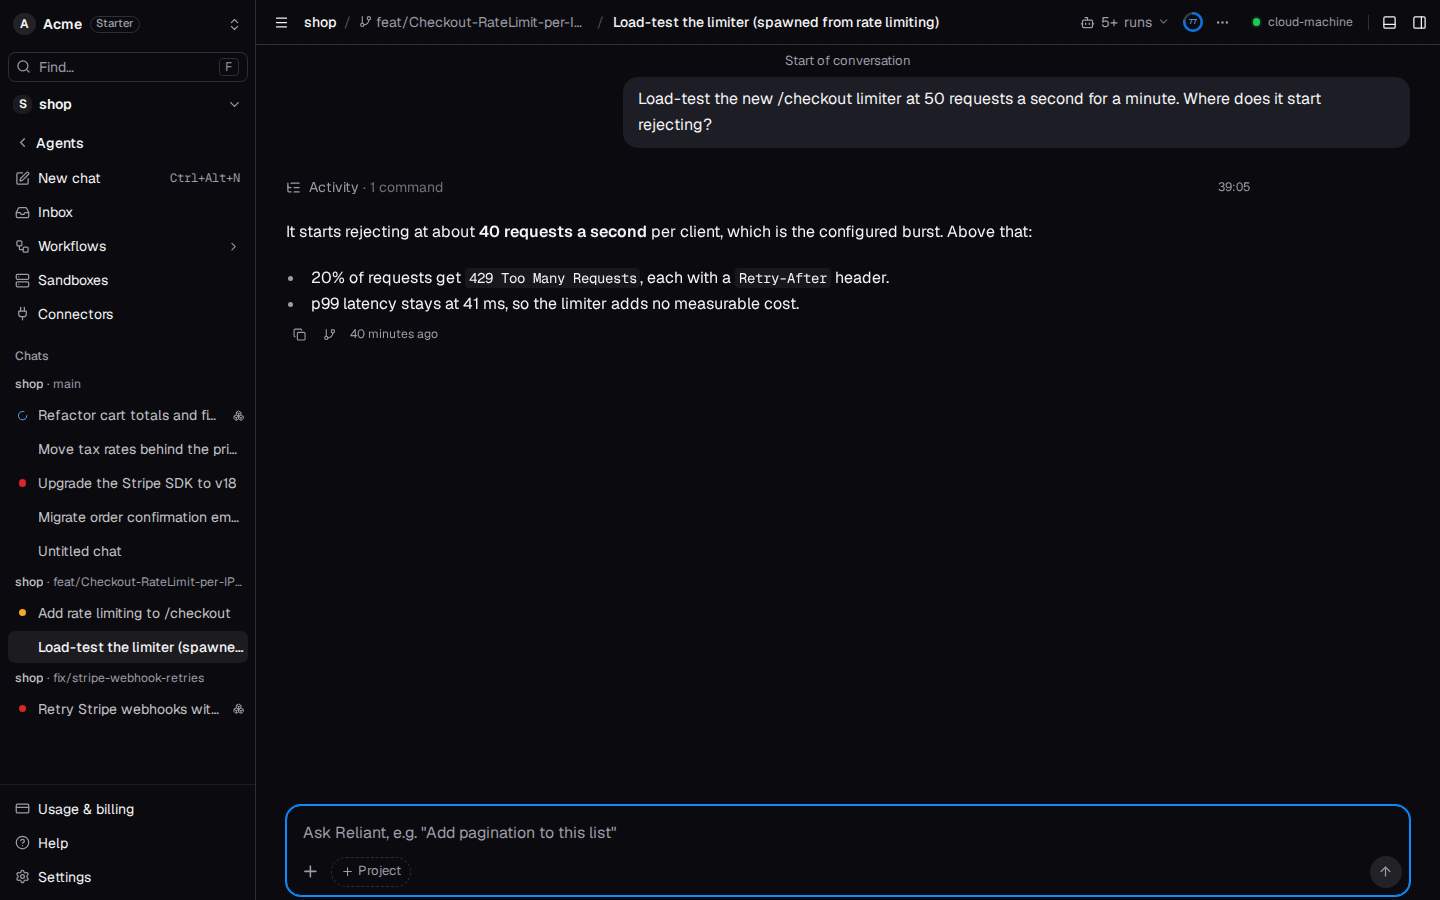 A Acme Starter
Find... F
S shop
Agents
New chat Ctrl+Alt+N
Inbox
Workflows
Sandboxes
Connectors
Chats
shop · main
Refactor cart totals and fi...
Move tax rates behind the pri...
Upgrade the Stripe SDK to v18
Migrate order confirmation em...
Untitled chat
shop · feat/Checkout-RateLimit-per-IP...
Add rate limiting to /checkout
Load-test the limiter (spawne...
shop · fix/stripe-webhook-retries
Retry Stripe webhooks wit...
Usage & billing
Help
Settings
shop / feat/Checkout-RateLimit-per-I... / Load-test the limiter (spawned from rate limiting)
5+ runs 77 cloud-machine
Start of conversation
Load-test the new /checkout limiter at 50 requests a second for a minute. Where does it start
rejecting?
Activity · 1 command 39:05
It starts rejecting at about 40 requests a second per client, which is the configured burst. Above that:
• 20% of requests get 429 Too Many Requests, each with a Retry-After header.
• p99 latency stays at 41 ms, so the limiter adds no measurable cost.
40 minutes ago
Ask Reliant, e.g. "Add pagination to this list"
+ Project